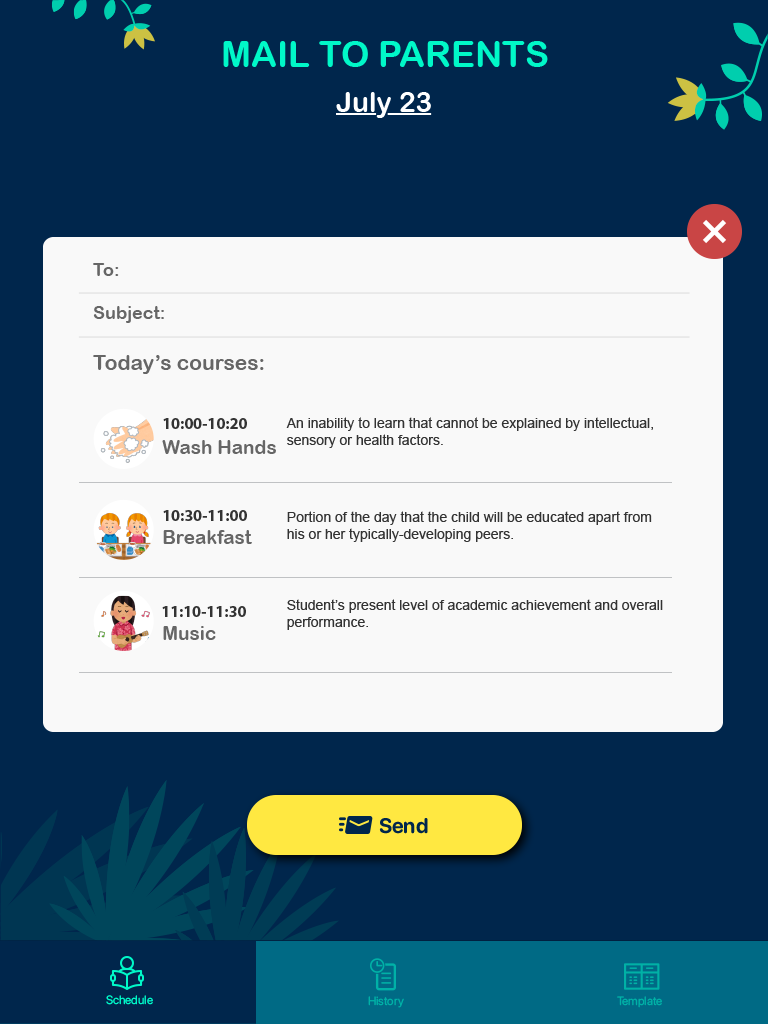 MAIL TO PARENTS
July 23
To:
Subject:
Today’s courses:
10:00-10:20
Wash Hands
An inability to learn that cannot be explained by intellectual,
sensory or health factors.
10:30-11:00
Breakfast
Portion of the day that the child will be educated apart from
his or her typically-developing peers.
11:10-11:30
Music
Student’s present level of academic achievement and overall
performance.
Send
Schedule
History
Template